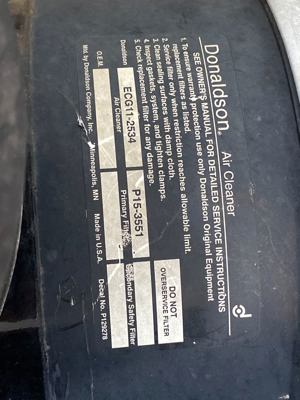 Donaldson. Air Cleaner
SEE OWNER'S MANUAL FOR DETAILED SERVICE INSTRUCTIONS
1. To ensure warranty protection use only Donaldson Original Equipment
replacement filters as listed.
2. Service filter only when restriction reaches allowable limit.
3. Clean sealing surfaces with damp cloth.
4. Inspect gaskets, system, and tighten clamps.
5. Check replacement filter for any damage.
DO NOT
OVERSERVICE FILTER
Donaldson
ECG11-2534
P15-3551
Air Cleaner
Primary Filter
Secondary Safety Filter
O.E.M.
Mfd. by Donaldson Company, Inc. Minneapolis, MN Made in U.S.A. Decal No. P129278